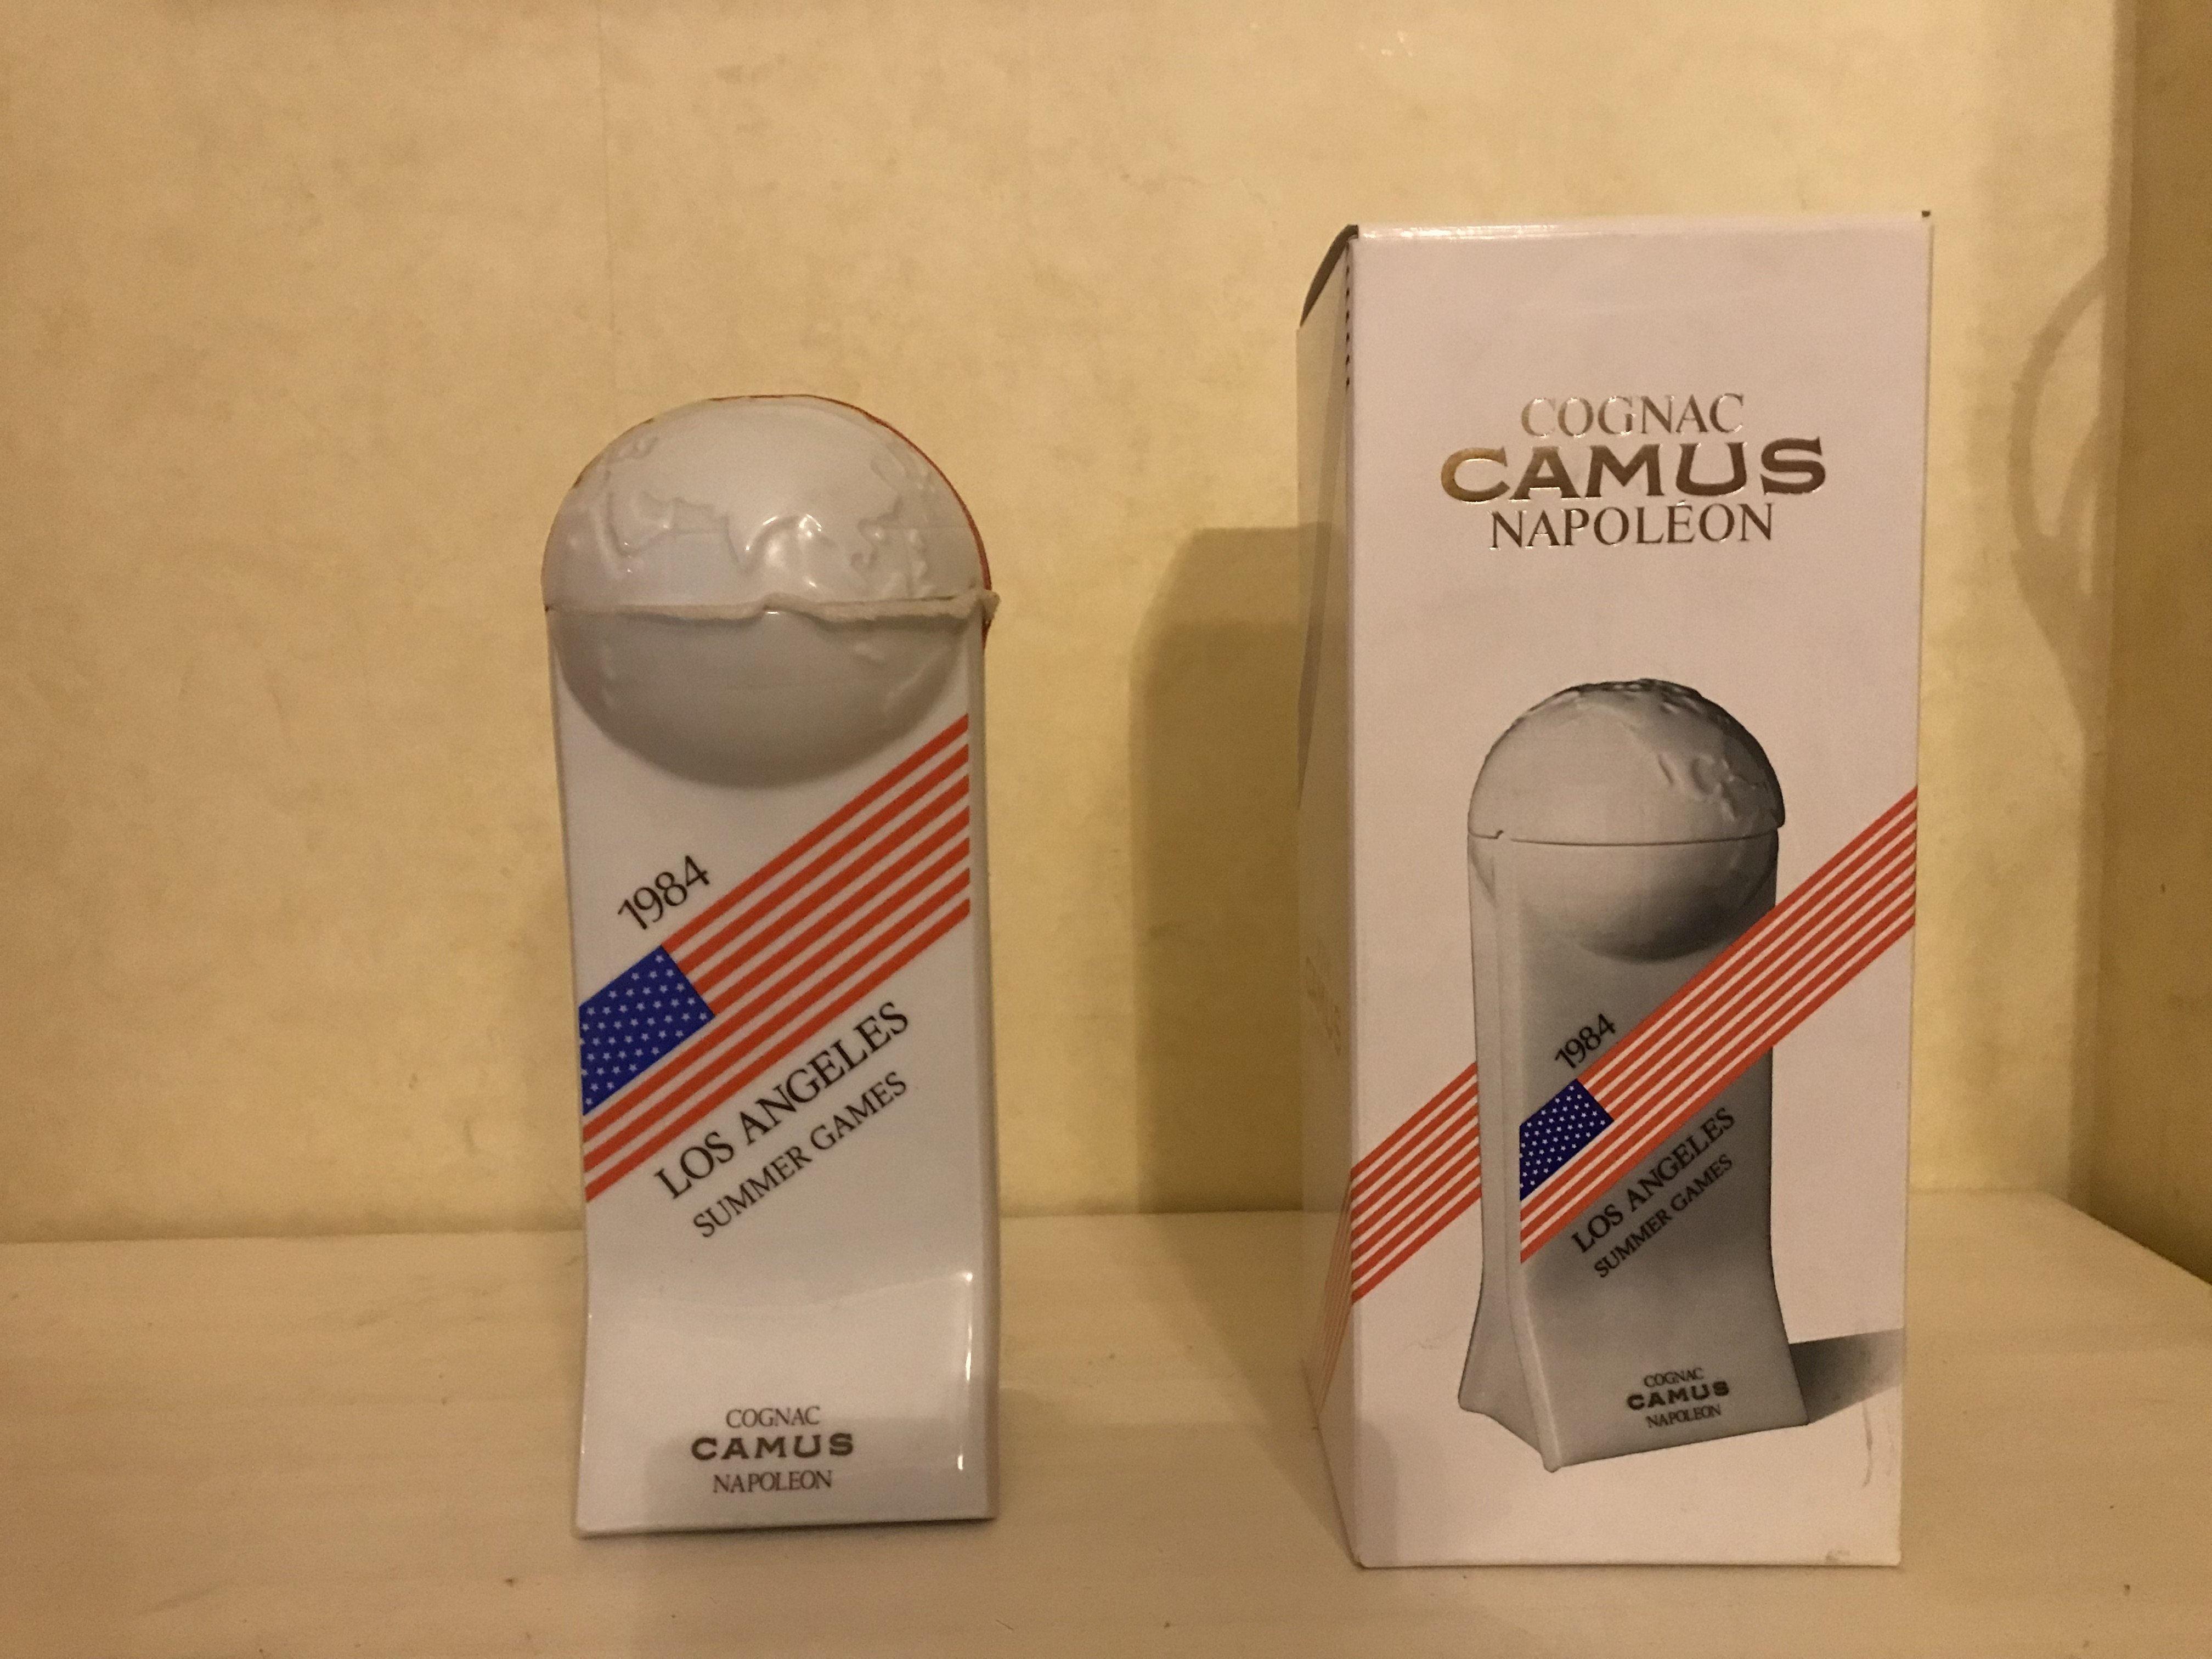 1984
LOS ANGELES
SUMMER GAMES
COGNAC
CAMUS
NAPOLEON
COGNAC
CAMUS
NAPOLÉON
1984
LOS ANGELES
SUMMER GAMES
COGNAC
CAMUS
NAPOLEON